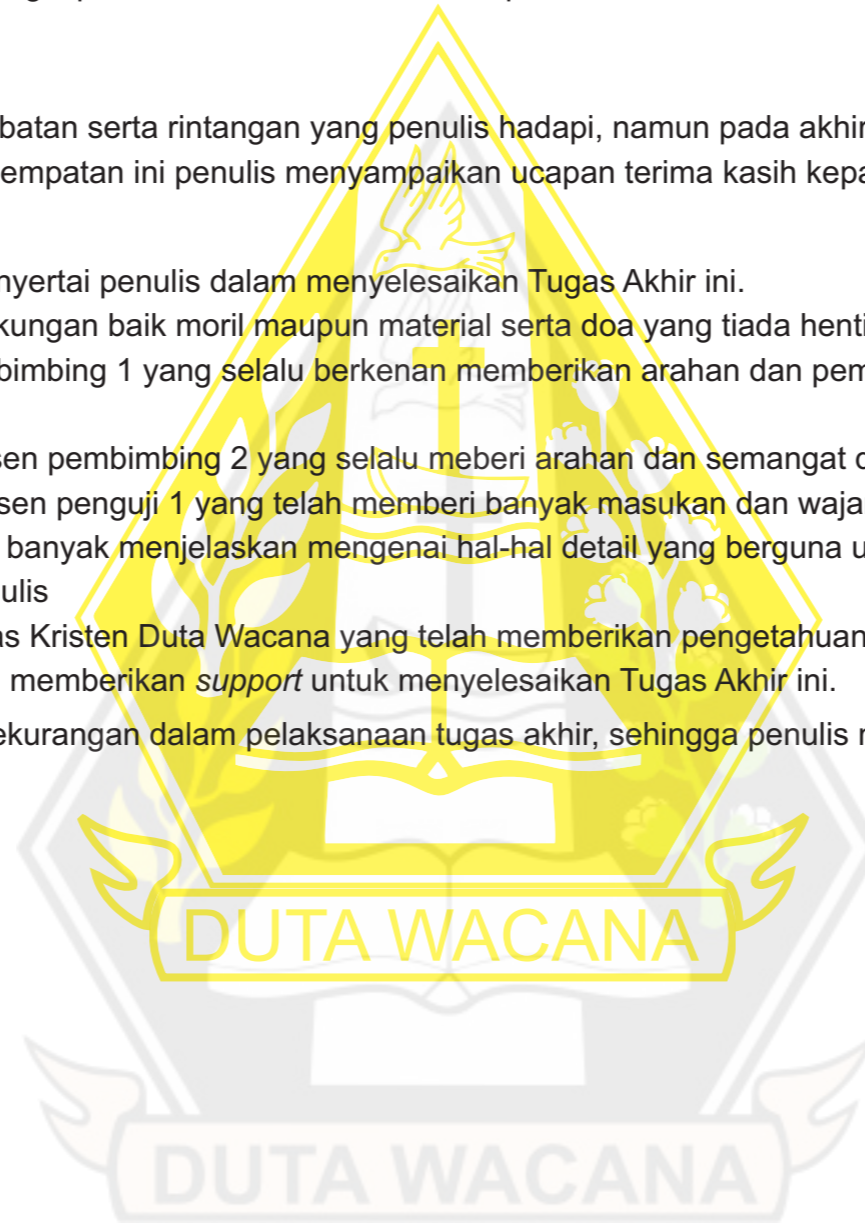 batan serta rintangan yang penulis hadapi, namun pada akhir
empatan ini penulis menyampaikan ucapan terima kasih kepa
nyertai penulis dalam menyelesaikan Tugas Akhir ini.
kungan baik moril maupun material serta doa yang tiada henti
bimbing 1 yang selalu berkenan memberikan arahan dan pem
sen pembimbing 2 yang selalu meberi arahan dan semangat d
sen penguji 1 yang telah memberi banyak masukan dan waja
banyak menjelaskan mengenai hal-hal detail yang berguna u
ulis
as Kristen Duta Wacana yang telah memberikan pengetahuan
memberikan support untuk menyelesaikan Tugas Akhir ini.
ekurangan dalam pelaksanaan tugas akhir, sehingga penulis m
DUTA WACANA
DUTA WACANA